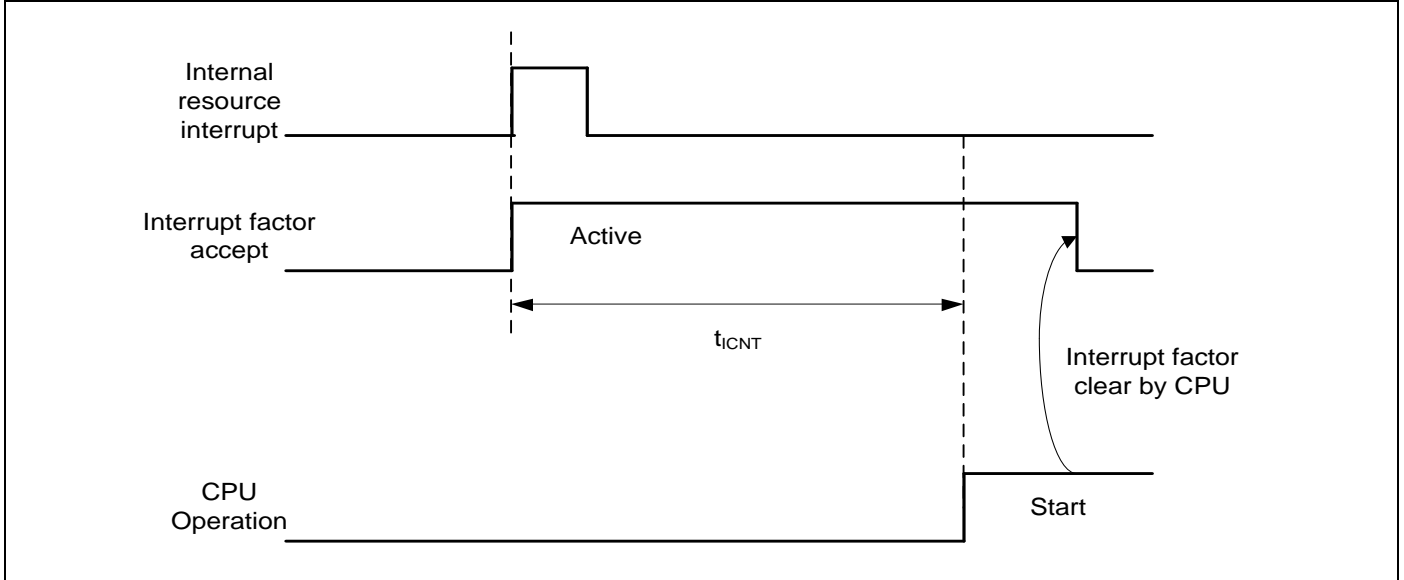 Internal
resource
interrupt
Interrupt factor
accept
Active
tICNT
Interrupt factor
clear by CPU
CPU
Operation
Start